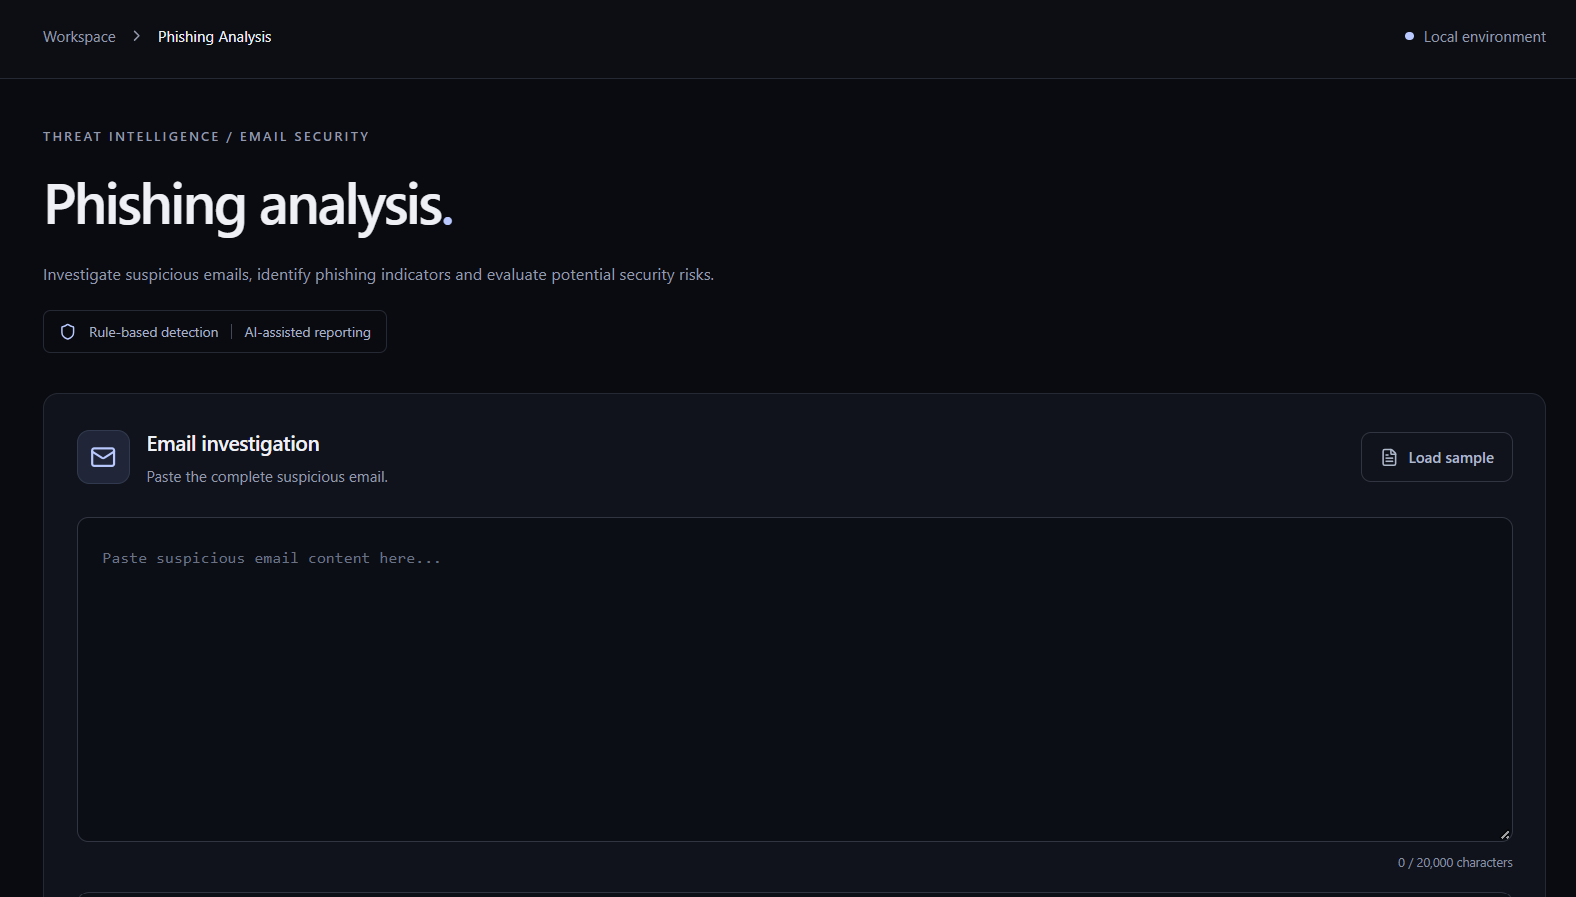 Workspace > Phishing Analysis
Local environment
THREAT INTELLIGENCE / EMAIL SECURITY
Phishing analysis.
Investigate suspicious emails, identify phishing indicators and evaluate potential security risks.
Rule-based detection | AI-assisted reporting
Email investigation
Paste the complete suspicious email.
Load sample
Paste suspicious email content here...
0 / 20,000 characters